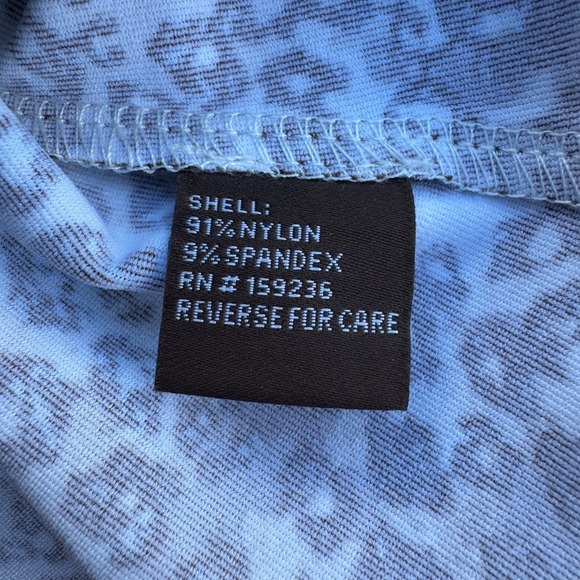 SHELL:
91% NYLON
9% SPANDEX
RN # 159236
REVERSE FOR CARE